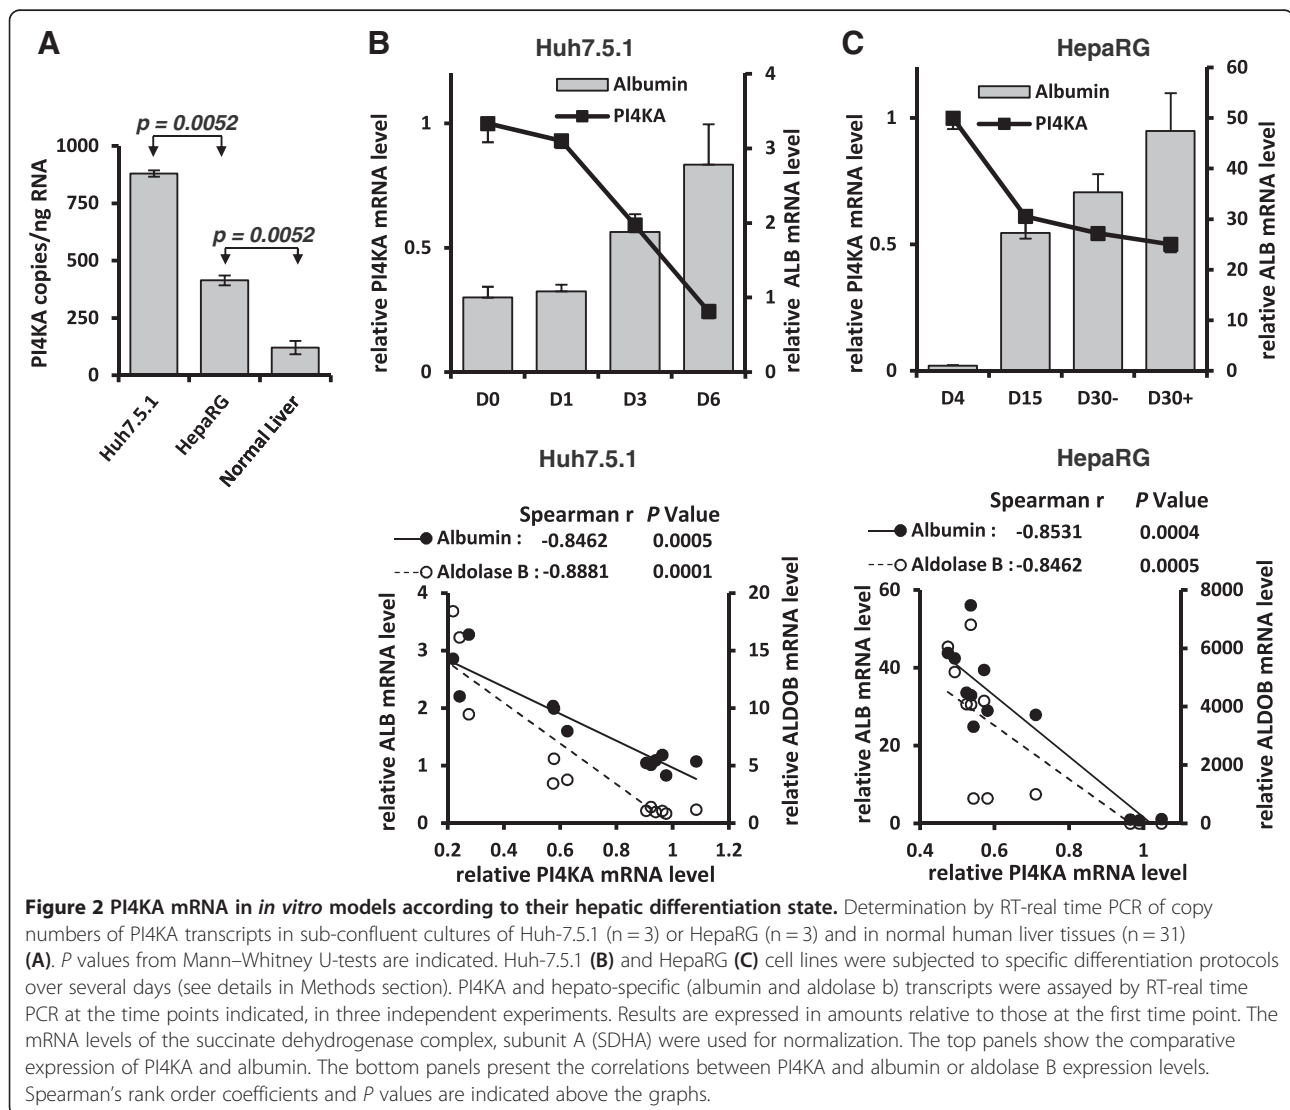 A
p = 0.0052
p = 0.0052
PI4KA copies/ng RNA
1000
750
500
250
0
Huh7.5.1
HepaRG
Normal Liver
B
Huh7.5.1
Albumin
PI4KA
relative PI4KA mRNA level
1
0.5
0
relative ALB mRNA level
4
3
2
1
0
D0 D1 D3 D6
C
HepaRG
Albumin
PI4KA
relative PI4KA mRNA level
1
0.5
0
relative ALB mRNA level
60
50
40
30
20
10
0
D4 D15 D30- D30+
Huh7.5.1
Spearman r P Value
Albumin : -0.8462 0.0005
Aldolase B : -0.8881 0.0001
relative ALB mRNA level
4
3
2
1
0
relative ALDOB mRNA level
20
15
10
5
0
0.2 0.4 0.6 0.8 1 1.2
relative PI4KA mRNA level
HepaRG
Spearman r P Value
Albumin : -0.8531 0.0004
Aldolase B : -0.8462 0.0005
relative ALB mRNA level
60
40
20
0
relative ALDOB mRNA level
8000
6000
4000
2000
0
0.4 0.6 0.8 1
relative PI4KA mRNA level
Figure 2 PI4KA mRNA in in vitro models according to their hepatic differentiation state. Determination by RT-real time PCR of copy
numbers of PI4KA transcripts in sub-confluent cultures of Huh-7.5.1 (n = 3) or HepaRG (n = 3) and in normal human liver tissues (n = 31)
(A). P values from Mann–Whitney U-tests are indicated. Huh-7.5.1 (B) and HepaRG (C) cell lines were subjected to specific differentiation protocols
over several days (see details in Methods section). PI4KA and hepato-specific (albumin and aldolase b) transcripts were assayed by RT-real time
PCR at the time points indicated, in three independent experiments. Results are expressed in amounts relative to those at the first time point. The
mRNA levels of the succinate dehydrogenase complex, subunit A (SDHA) were used for normalization. The top panels show the comparative
expression of PI4KA and albumin. The bottom panels present the correlations between PI4KA and albumin or aldolase B expression levels.
Spearman's rank order coefficients and P values are indicated above the graphs.